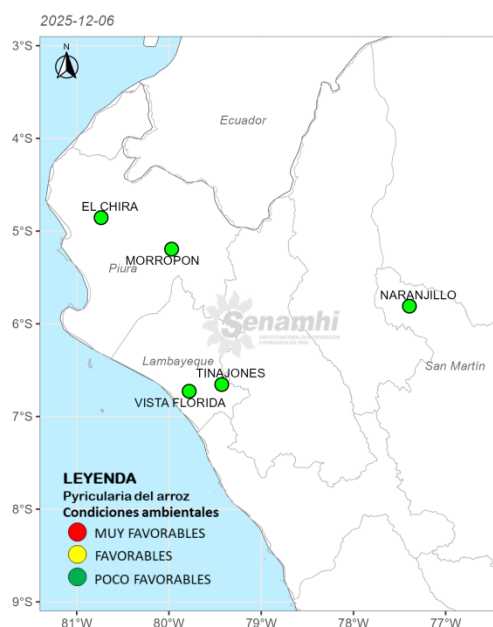 2025-12-06
3°S
N
Ecuador
4°S
EL CHIRA
5°S
MORROPON
Piura
NARANJILLO
6°S
Senamhi
Lambayeque
San Martín
TINAJONES
VISTA FLORIDA
7°S
LEYENDA
Pyricularia del arroz
Condiciones ambientales
8°S
MUY FAVORABLES
FAVORABLES
POCO FAVORABLES
9°S
81°W 80°W 79°W 78°W 77°W